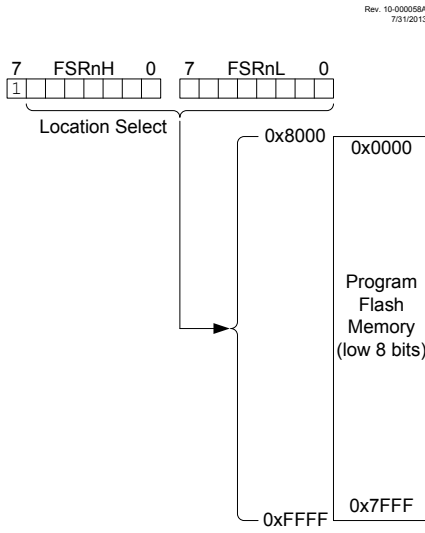 Rev. 10-000058A
7/31/2013
7 FSRnH 0 7 FSRnL 0
1
Location Select
0x8000
0x0000
Program
Flash
Memory
(low 8 bits)
0xFFFF
0x7FFF